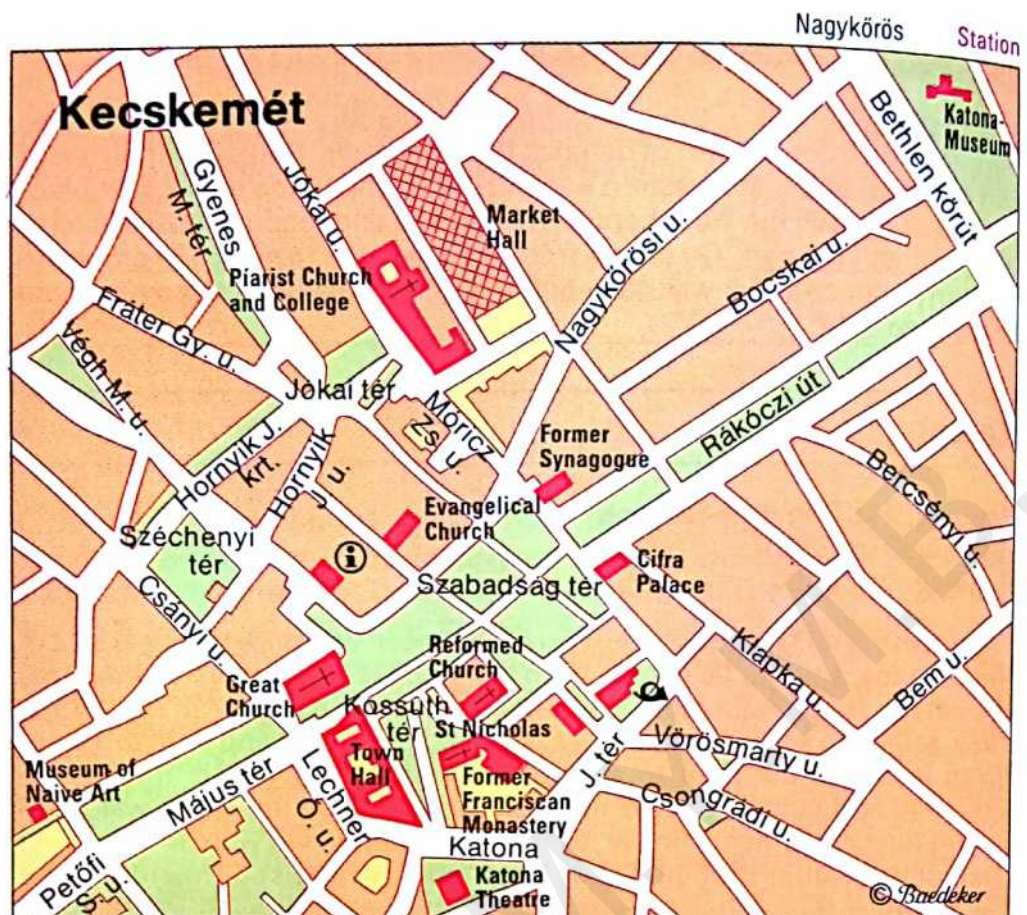 Nagykőrös
Station
Kecskemét
Katona-
Museum
Bethlen körút
Gyenes
M. tér
Jókai u.
Market
Hall
Nagykőrösi u.
Bocskai u.
Piarist Church
and College
Fráter Gy. u.
Végh M. u.
Jókai tér
Móricz
Zs.
u.
Rákóczi út
Hornyik J.
krt.
Hornyik
J u.
Former
Synagogue
Bercsényi u.
Evangelical
Church
Széchenyi
tér
i
Szabadság tér
Cifra
Palace
Csányi u.
Reformed
Church
Klapka u.
Bem u.
Great
Church
Kossuth
tér
St Nicholas
Town
Hall
Vörösmarty u.
J. tér
Museum of
Naive Art
Május tér
Lechner
Ö. u.
Former
Franciscan
Monastery
Csongrádi u.
Katona
Petőfi
S u.
Katona
Theatre
© Baedeker